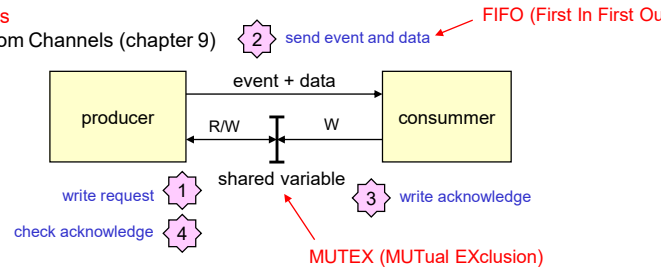 s
FIFO (First In First Ou
om Channels (chapter 9)
2
send event and data
event + data
producer
consummer
R/W
W
shared variable
write request
1
3
write acknowledge
check acknowledge
4
MUTEX (MUTual EXclusion)